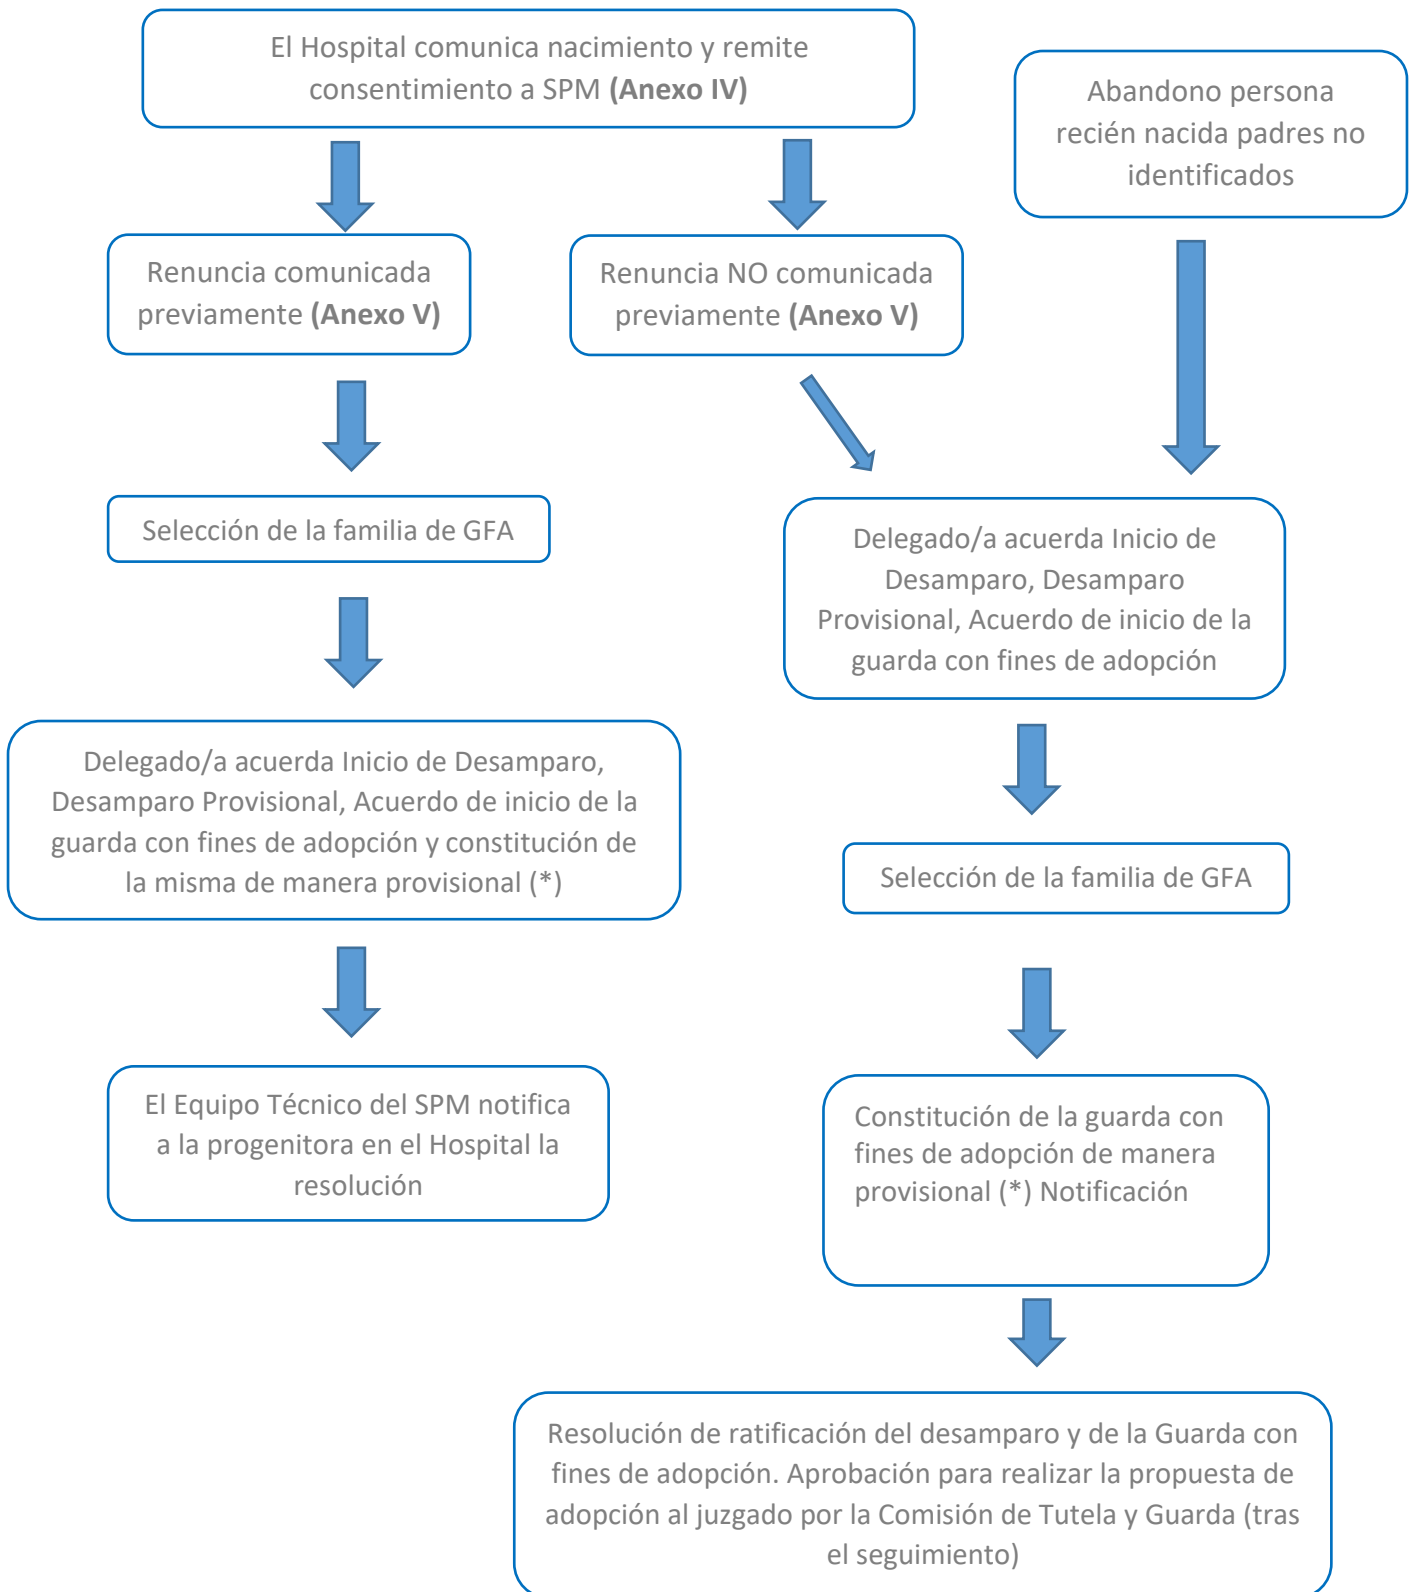 El Hospital comunica nacimiento y remite
consentimiento a SPM (Anexo IV)
Abandono persona
recién nacida padres no
identificados
Renuncia comunicada
previamente (Anexo V)
Renuncia NO comunicada
previamente (Anexo V)
Selección de la familia de GFA
Delegado/a acuerda Inicio de
Desamparo, Desamparo
Provisional, Acuerdo de inicio de la
guarda con fines de adopción
Delegado/a acuerda Inicio de Desamparo,
Desamparo Provisional, Acuerdo de inicio de la
guarda con fines de adopción y constitución de
la misma de manera provisional (*)
Selección de la familia de GFA
El Equipo Técnico del SPM notifica
a la progenitora en el Hospital la
resolución
Constitución de la guarda con
fines de adopción de manera
provisional (*) Notificación
Resolución de ratificación del desamparo y de la Guarda con
fines de adopción. Aprobación para realizar la propuesta de
adopción al juzgado por la Comisión de Tutela y Guarda (tras
el seguimiento)